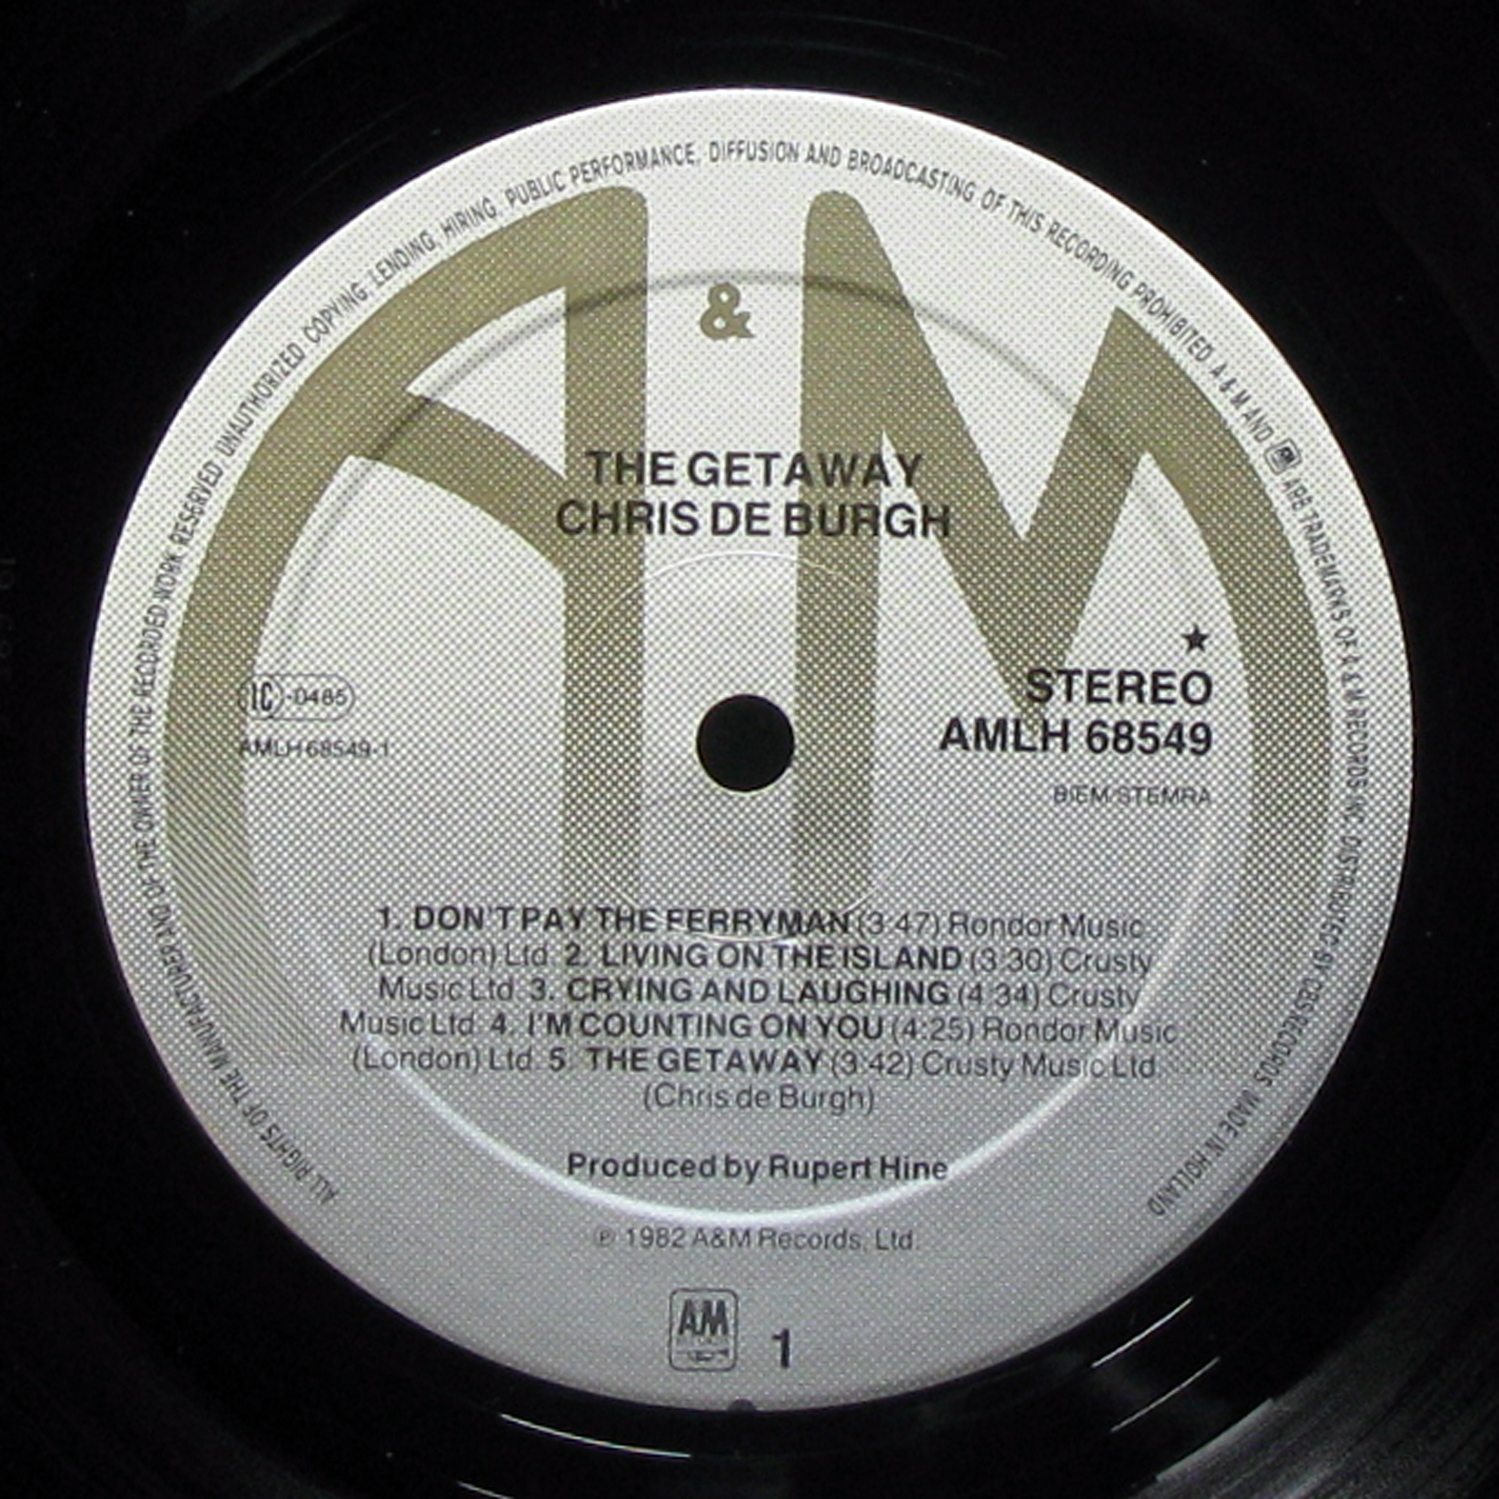 ALL RIGHTS OF THE MANUFACTURER AND OF THE OWNER OF THE RECORDED WORK RESERVED UNAUTHORIZED COPYING, LENDING, HIRING, PUBLIC PERFORMANCE, DIFFUSION AND BROADCASTING OF THIS RECORDING PROHIBITED. A & M AND A&M ARE TRADEMARKS OF A & M RECORDS INC. DISTRIBUTED BY CBS RECORDS. MADE IN HOLLAND
A & M
THE GETAWAY
CHRIS DE BURGH
LC-0485
AMLH 68549-1
★
STEREO
AMLH 68549
BIEM/STEMRA
1. DON'T PAY THE FERRYMAN (3:47) Rondor Music
(London) Ltd. 2. LIVING ON THE ISLAND (3:30) Crusty
Music Ltd. 3. CRYING AND LAUGHING (4:34) Crusty
Music Ltd. 4. I'M COUNTING ON YOU (4:25) Rondor Music
(London) Ltd. 5. THE GETAWAY (3:42) Crusty Music Ltd.
(Chris de Burgh)
Produced by Rupert Hine
℗ 1982 A&M Records, Ltd.
A&M
1